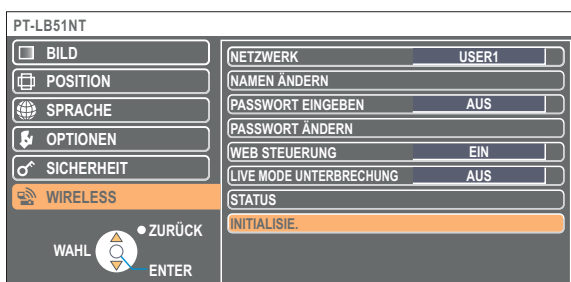 PT-LB51NT
BILD
POSITION
SPRACHE
OPTIONEN
SICHERHEIT
WIRELESS
ZURÜCK
WAHL
ENTER
NETZWERK USER1
NAMEN ÄNDERN
PASSWORT EINGEBEN AUS
PASSWORT ÄNDERN
WEB STEUERUNG EIN
LIVE MODE UNTERBRECHUNG AUS
STATUS
INITIALISIE.